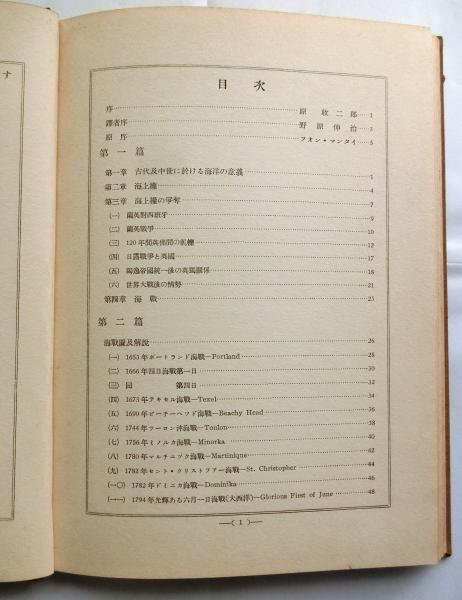 す
目次
序 原敢二郎 1
譯者序 野原伸治 3
原序 フオン・マンタイ 5
第一篇
第一章 古代及中世に於ける海洋の意義 1
第二章 海上權 4
第三章 海上權の爭奪 7
(一) 蘭英對西班牙 9
(二) 蘭英戰爭 10
(三) 120年間英佛間の軋轢 12
(四) 日露戰爭と英國 17
(五) 獨逸帝國統一後の英獨關係 18
(六) 世界大戰後の情勢 21
第四章 海戰 25
第二篇
海戰圖及解説 26
(一) 1653年ポートランド海戰—Portland 28
(二) 1666年四日海戰第一日 30
(三) 同 第四日 32
(四) 1673年テキセル海戰—Texel 34
(五) 1690年ビーチーヘツド海戰—Beachy Head 36
(六) 1744年ツーロン沖海戰—Toulon 38
(七) 1756年ミノルカ海戰—Minorka 40
(八) 1780年マルチニツク海戰—Martinique 42
(九) 1782年セント・クリストフアー海戰—St. Christopher 44
(一〇) 1782年ドミニカ海戰—Dominika 46
(一一) 1794年光輝ある六月一日海戰(大西洋)—Glorious First of June 48
—( 1 )—